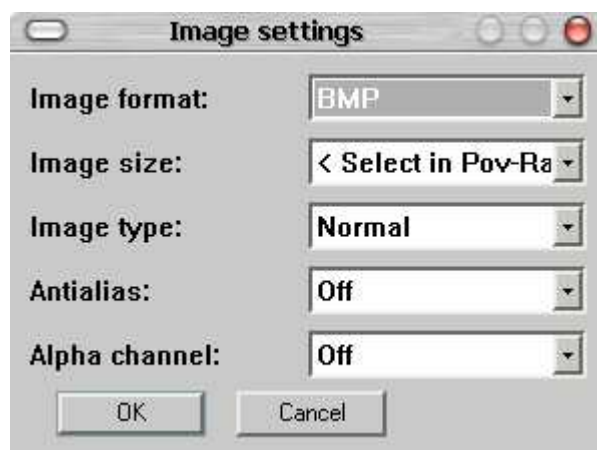 Image settings
Image format: BMP
Image size: < Select in Pov-Ra
Image type: Normal
Antialias: Off
Alpha channel: Off
OK Cancel